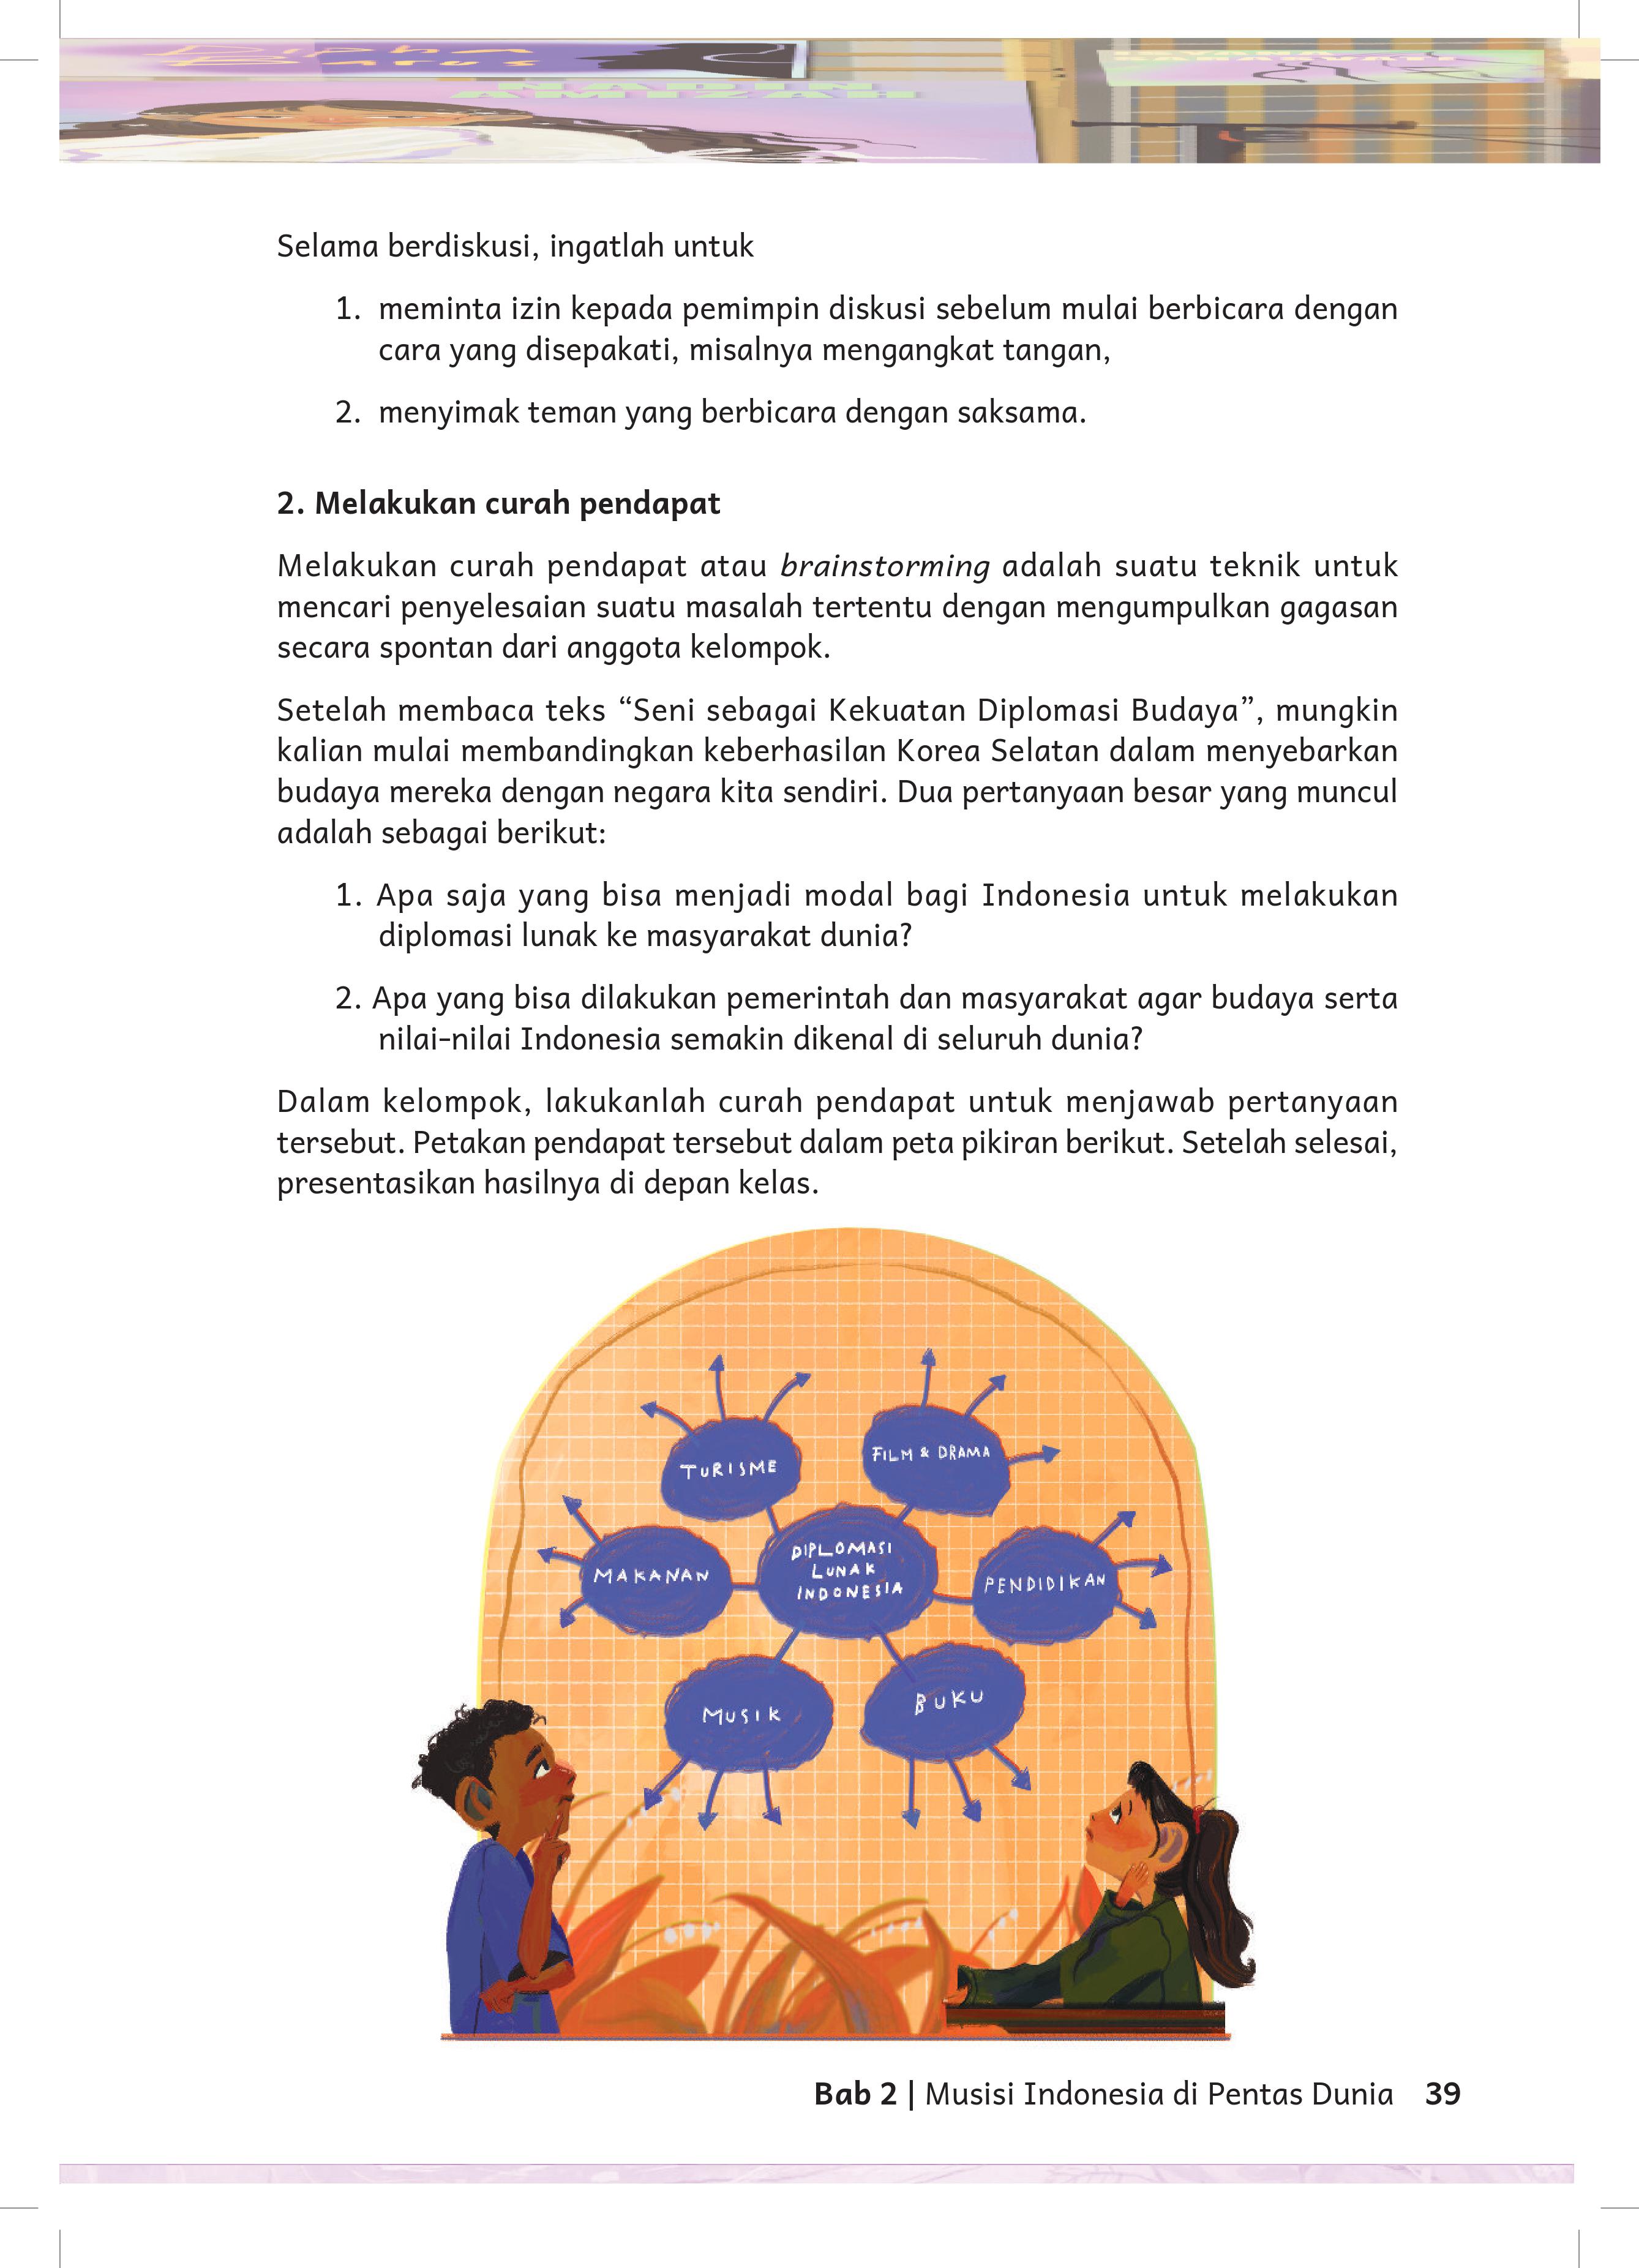 NADIN
AMIZAH
Selama berdiskusi, ingatlah untuk
1. meminta izin kepada pemimpin diskusi sebelum mulai berbicara dengan
cara yang disepakati, misalnya mengangkat tangan,
2. menyimak teman yang berbicara dengan saksama.
2. Melakukan curah pendapat
Melakukan curah pendapat atau brainstorming adalah suatu teknik untuk
mencari penyelesaian suatu masalah tertentu dengan mengumpulkan gagasan
secara spontan dari anggota kelompok.
Setelah membaca teks “Seni sebagai Kekuatan Diplomasi Budaya”, mungkin
kalian mulai membandingkan keberhasilan Korea Selatan dalam menyebarkan
budaya mereka dengan negara kita sendiri. Dua pertanyaan besar yang muncul
adalah sebagai berikut:
1. Apa saja yang bisa menjadi modal bagi Indonesia untuk melakukan
diplomasi lunak ke masyarakat dunia?
2. Apa yang bisa dilakukan pemerintah dan masyarakat agar budaya serta
nilai-nilai Indonesia semakin dikenal di seluruh dunia?
Dalam kelompok, lakukanlah curah pendapat untuk menjawab pertanyaan
tersebut. Petakan pendapat tersebut dalam peta pikiran berikut. Setelah selesai,
presentasikan hasilnya di depan kelas.
TURISME
FILM & DRAMA
MAKANAN
DIPLOMASI
LUNAK
INDONESIA
PENDIDIKAN
MUSIK
BUKU
Bab 2 | Musisi Indonesia di Pentas Dunia 39